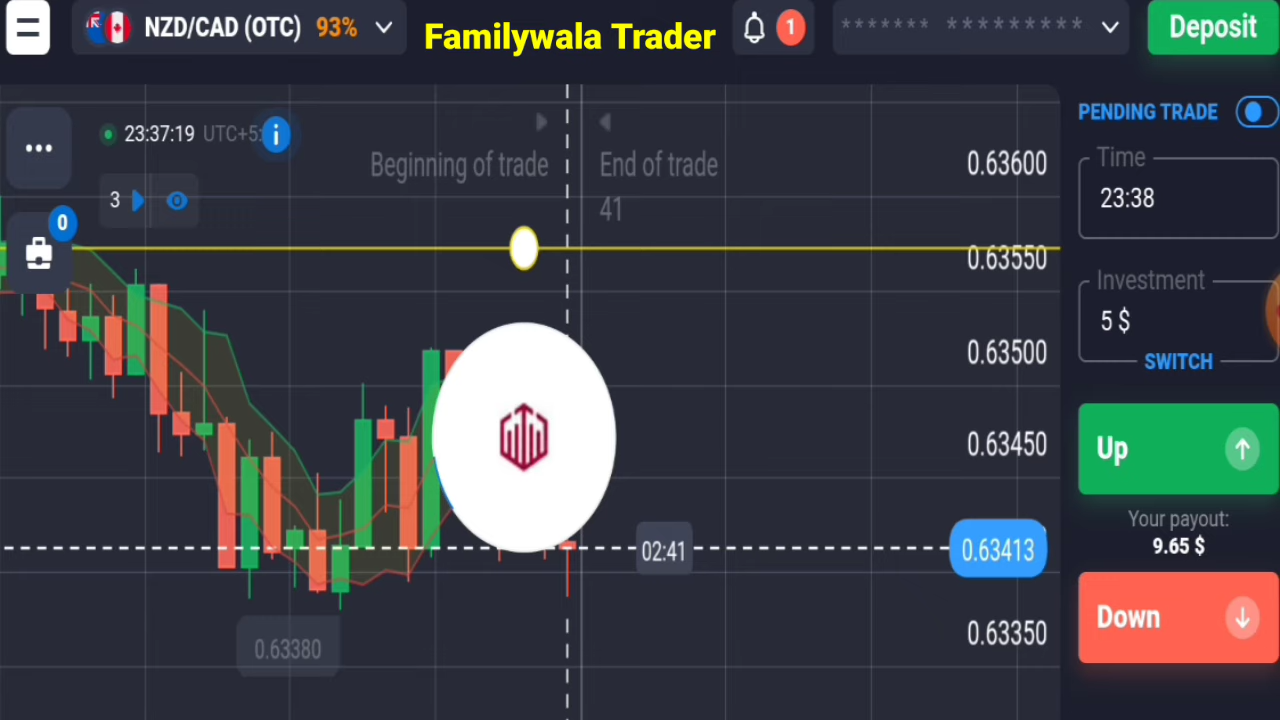 NZD/CAD (OTC) 93%
Familywala Trader
1
******* *********
Deposit
23:37:19 UTC+5:
i
3
0
Beginning of trade
End of trade
41
0.63600
0.63550
0.63500
0.63450
0.63413
0.63350
02:41
0.63380
PENDING TRADE
Time
23:38
Investment
5 $
SWITCH
Up
Your payout:
9.65 $
Down